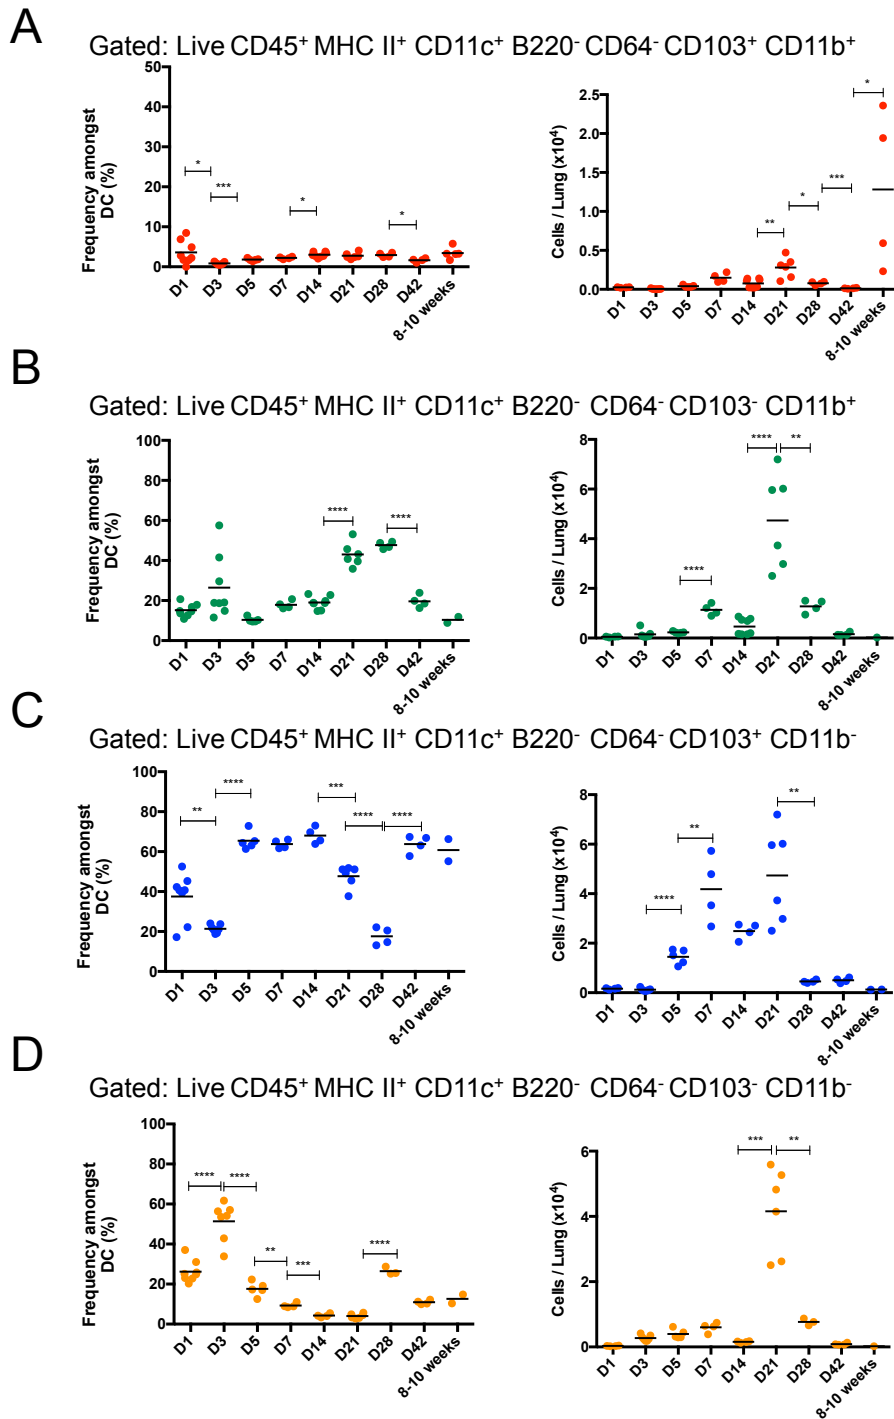 A
Gated: Live CD45⁺ MHC II⁺ CD11c⁺ B220⁻ CD64⁻ CD103⁺ CD11b⁺
Frequency amongst
DC (%)
50
40
30
20
10
0
*
***
*
*
D1
D3
D5
D7
D14
D21
D28
D42
8-10 weeks
Cells / Lung (x10⁴)
2.5
2.0
1.5
1.0
0.5
0.0
**
*
***
*
D1
D3
D5
D7
D14
D21
D28
D42
8-10 weeks
B
Gated: Live CD45⁺ MHC II⁺ CD11c⁺ B220⁻ CD64⁻ CD103⁻ CD11b⁺
Frequency amongst
DC (%)
100
80
60
40
20
0
****
****
D1
D3
D5
D7
D14
D21
D28
D42
8-10 weeks
Cells / Lung (x10⁴)
8
6
4
2
0
****
****
**
D1
D3
D5
D7
D14
D21
D28
D42
8-10 weeks
C
Gated: Live CD45⁺ MHC II⁺ CD11c⁺ B220⁻ CD64⁻ CD103⁺ CD11b⁻
Frequency amongst
DC (%)
100
80
60
40
20
0
**
****
***
****
****
D1
D3
D5
D7
D14
D21
D28
D42
8-10 weeks
Cells / Lung (x10⁴)
8
6
4
2
0
****
**
**
D1
D3
D5
D7
D14
D21
D28
D42
8-10 weeks
D
Gated: Live CD45⁺ MHC II⁺ CD11c⁺ B220⁻ CD64⁻ CD103⁻ CD11b⁻
Frequency amongst
DC (%)
100
80
60
40
20
0
****
****
**
***
****
D1
D3
D5
D7
D14
D21
D28
D42
8-10 weeks
Cells / Lung (x10⁴)
6
4
2
0
***
**
D1
D3
D5
D7
D14
D21
D28
D42
8-10 weeks